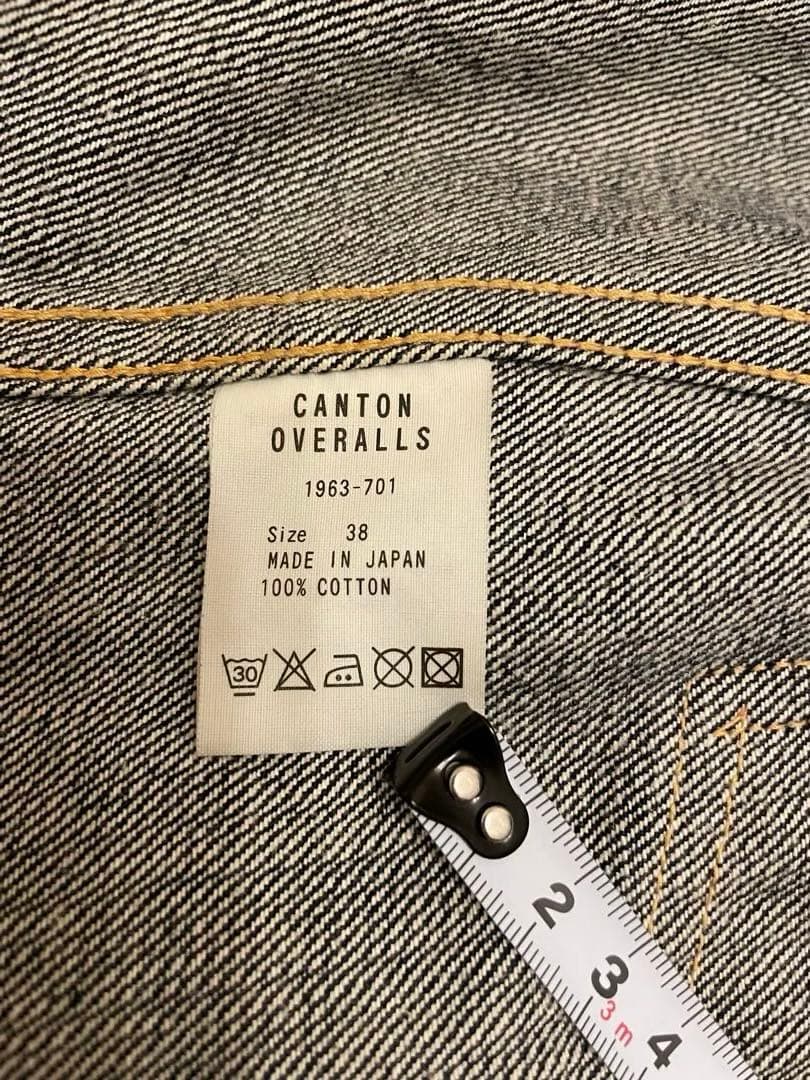 CANTON
OVERALLS
1963-701
Size 38
MADE IN JAPAN
100% COTTON
30
2
3
3m
4